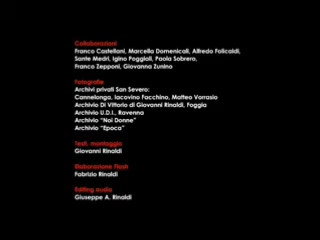 Collaborazioni
Franco Castellani, Marcella Domenicali, Alfredo Folicaldi,
Sante Medri, Igino Poggiali, Paola Sobrero,
Franco Zepponi, Giovanna Zunino
Fotografie
Archivi privati San Severo:
Cannelonga, Iacovino Facchino, Matteo Vorrasio
Archivio Di Vittorio di Giovanni Rinaldi, Foggia
Archivio U.D.I., Ravenna
Archivio "Noi Donne"
Archivio "Epoca"
Testi, montaggio
Giovanni Rinaldi
Elaborazione Flash
Fabrizio Rinaldi
Editing audio
Giuseppe A. Rinaldi